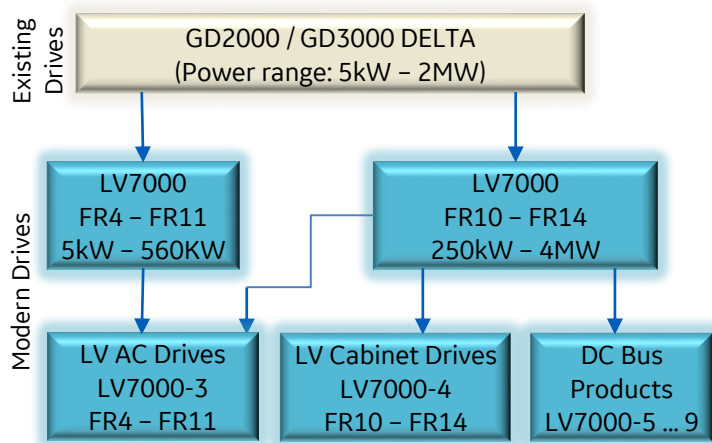 Existing
Drives
GD2000 / GD3000 DELTA
(Power range: 5kW – 2MW)
Modern Drives
LV7000
FR4 – FR11
5kW – 560KW
LV7000
FR10 – FR14
250kW – 4MW
LV AC Drives
LV7000-3
FR4 – FR11
LV Cabinet Drives
LV7000-4
FR10 – FR14
DC Bus
Products
LV7000-5 ... 9